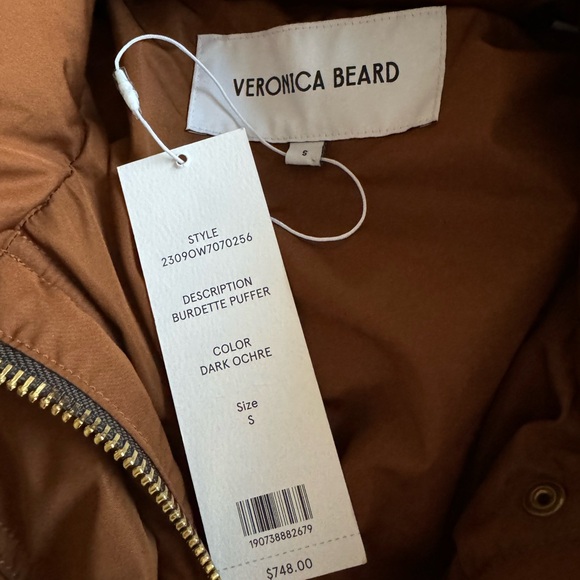 VERONICA BEARD
S
STYLE
2309OW7070256
DESCRIPTION
BURDETTE PUFFER
COLOR
DARK OCHRE
Size
S
190738882679
$748.00